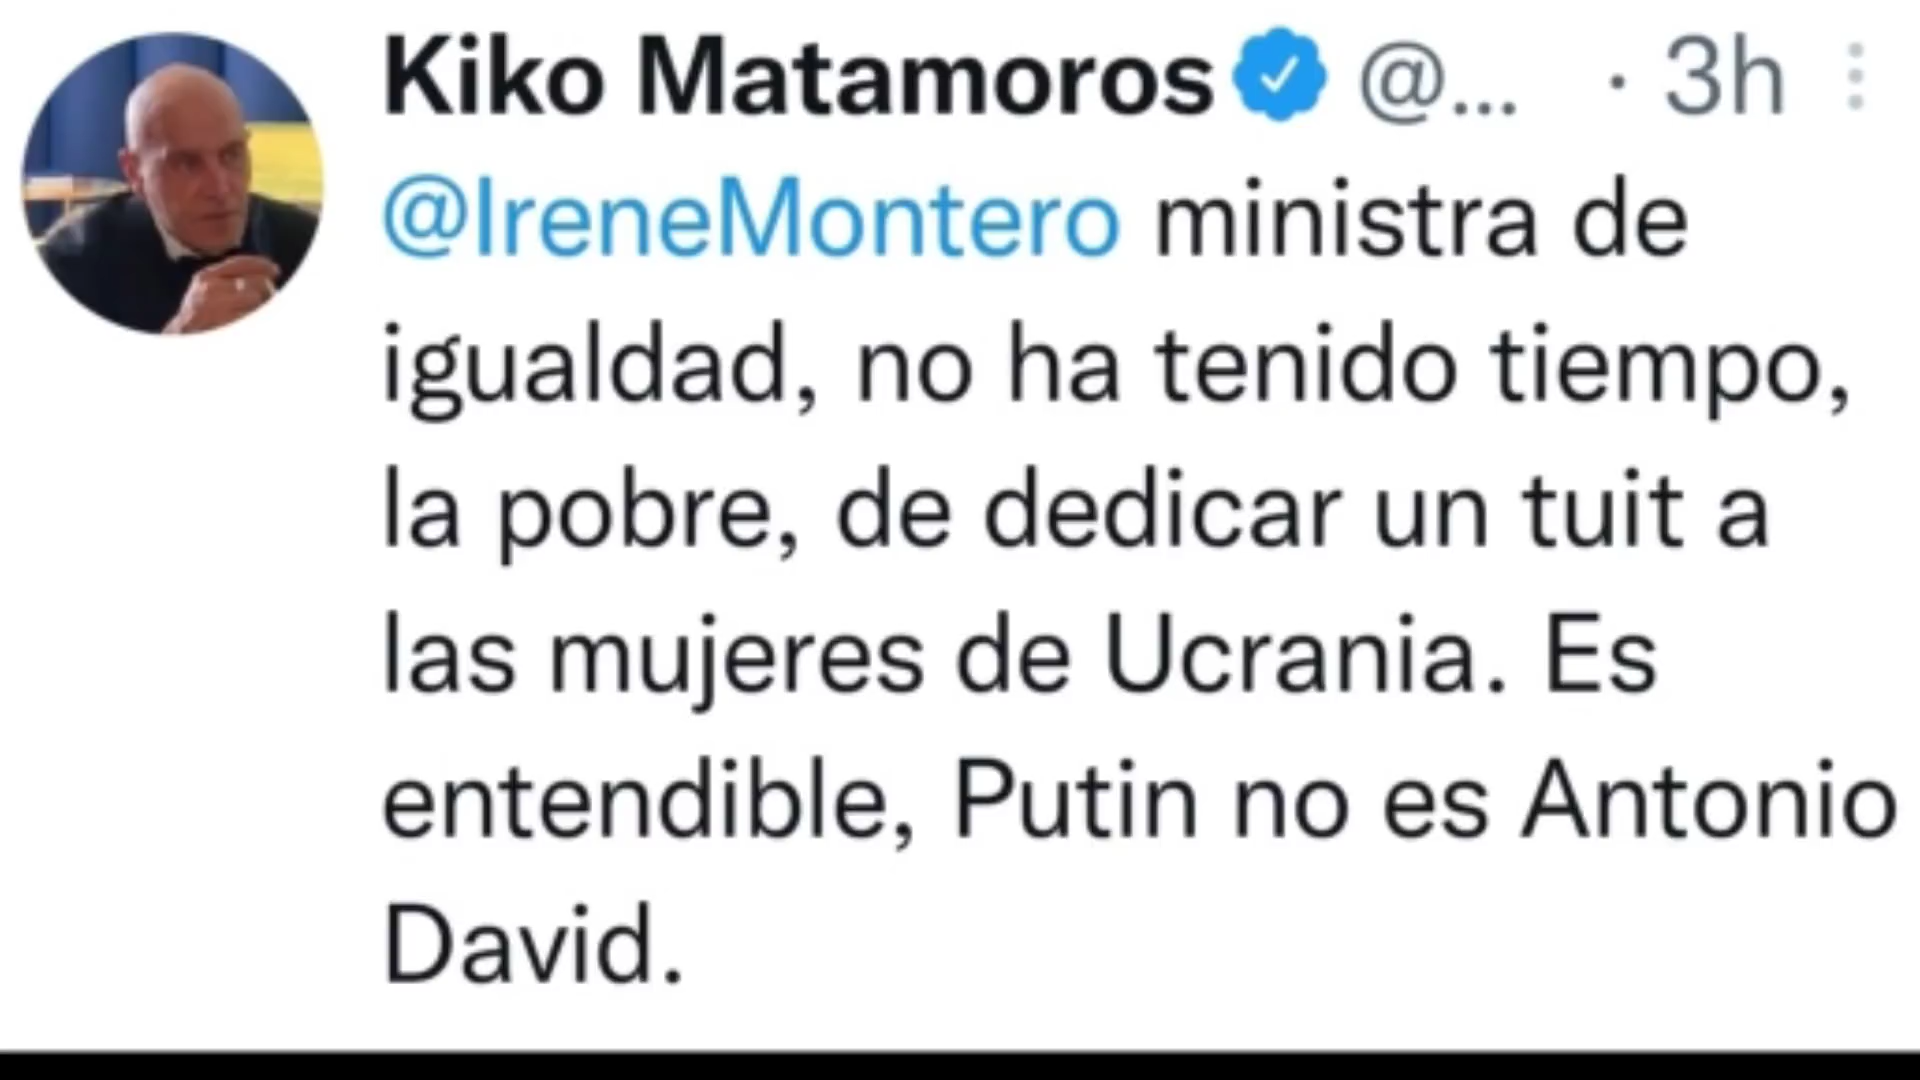 Kiko Matamoros @... · 3h
@IreneMontero ministra de
igualdad, no ha tenido tiempo,
la pobre, de dedicar un tuit a
las mujeres de Ucrania. Es
entendible, Putin no es Antonio
David.